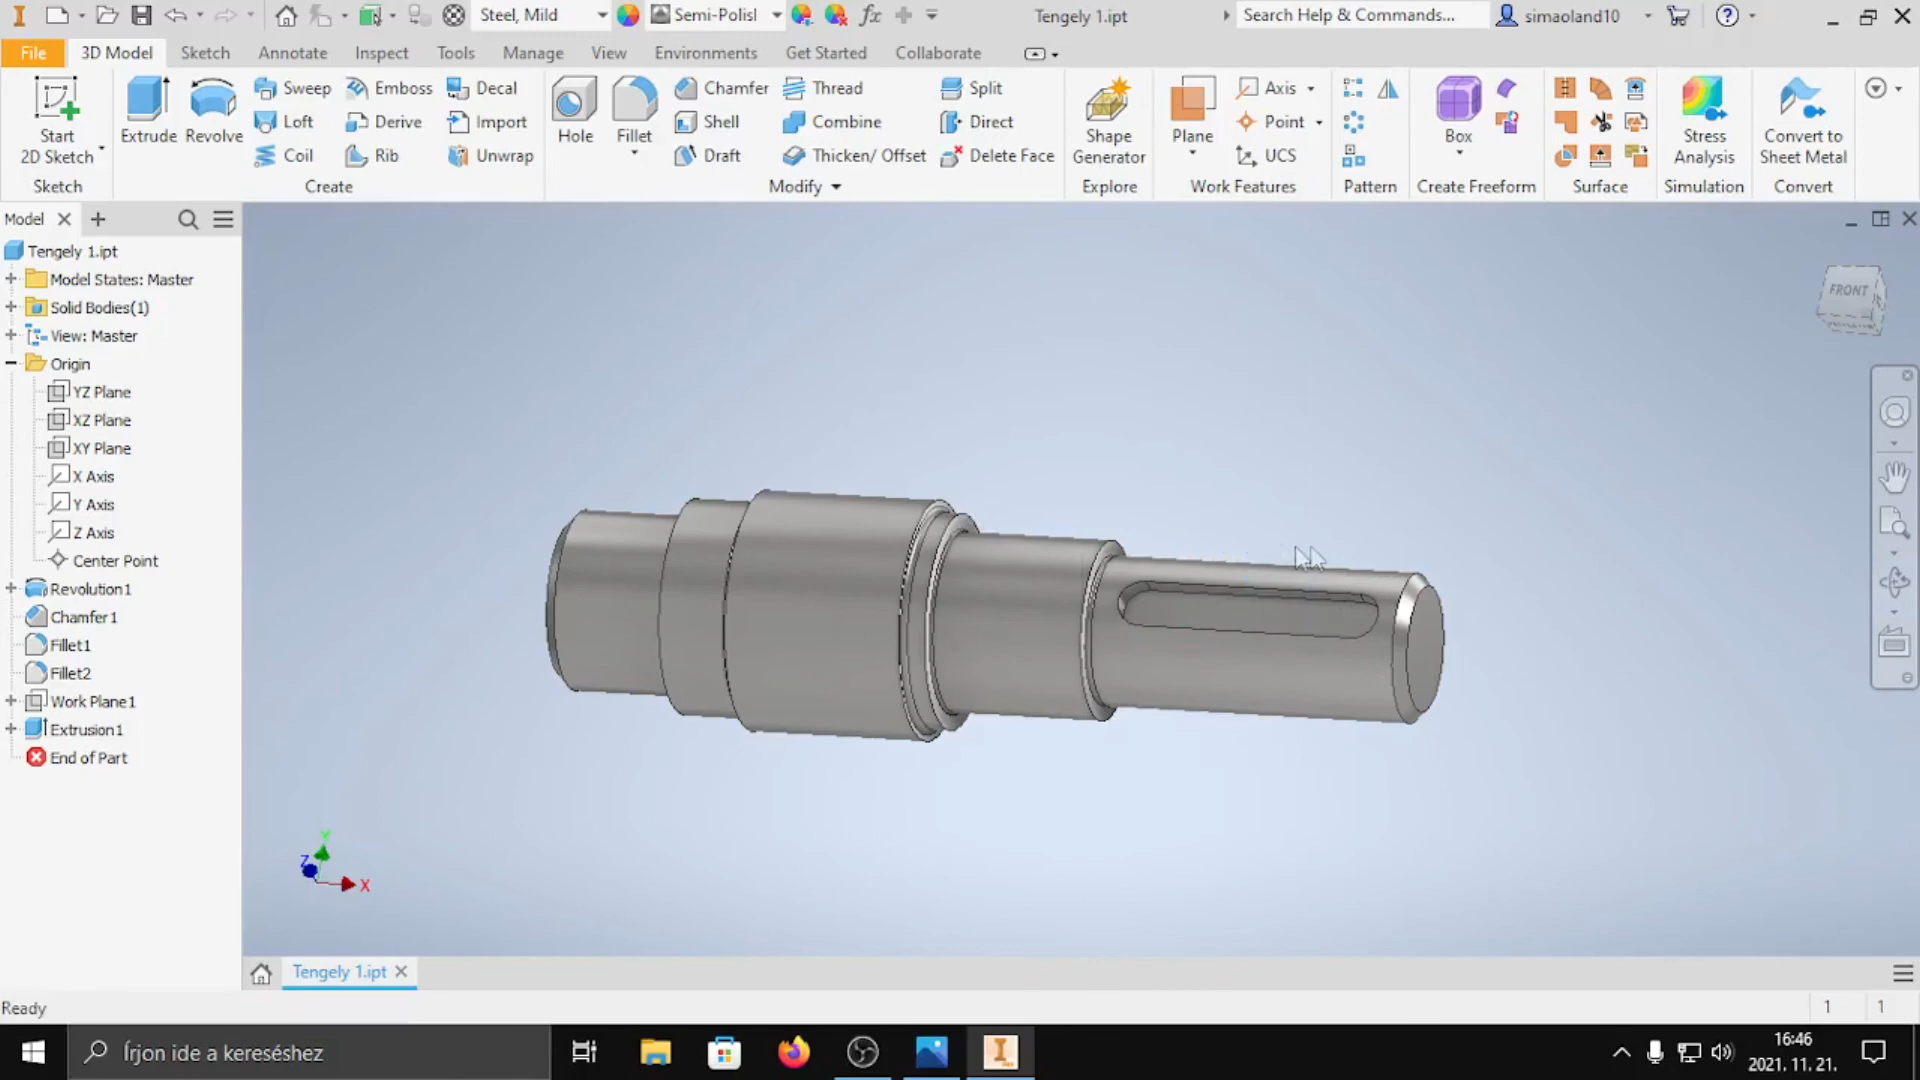 Steel, Mild
Semi-Polisl
fx
Tengely 1.ipt
Search Help & Commands...
simaoland10
File
3D Model
Sketch
Annotate
Inspect
Tools
Manage
View
Environments
Get Started
Collaborate
Start
2D Sketch
Sketch
Extrude
Revolve
Sweep
Emboss
Decal
Loft
Derive
Import
Coil
Rib
Unwrap
Create
Hole
Fillet
Chamfer
Thread
Split
Shell
Combine
Direct
Draft
Thicken/ Offset
Delete Face
Modify
Shape
Generator
Explore
Plane
Axis
Point
UCS
Work Features
Pattern
Box
Create Freeform
Surface
Stress
Analysis
Simulation
Convert to
Sheet Metal
Convert
Model
Tengely 1.ipt
Model States: Master
Solid Bodies(1)
View: Master
Origin
YZ Plane
XZ Plane
XY Plane
X Axis
Y Axis
Z Axis
Center Point
Revolution1
Chamfer1
Fillet1
Fillet2
Work Plane1
Extrusion1
End of Part
FRONT
Y
Z
X
Tengely 1.ipt
Ready
1
1
Írjon ide a kereséshez
16:46
2021. 11. 21.